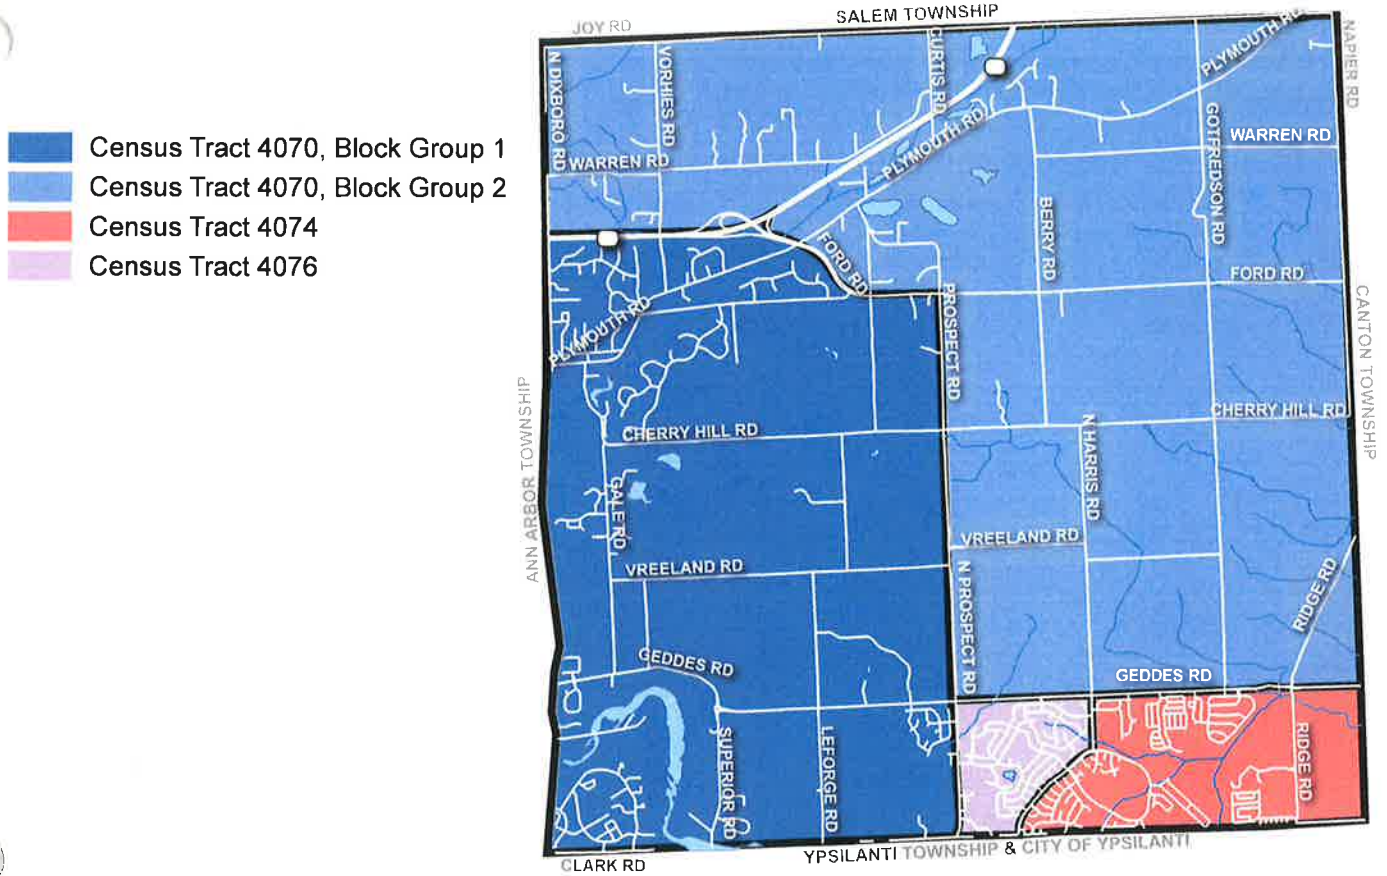 SALEM TOWNSHIP
JOY RD
NAPIER RD
N DIXBORO RD
VORHIES RD
CURTIS RD
PLYMOUTH RD
GOTFREDSON RD
WARREN RD
PLYMOUTH RD
WARREN RD
Census Tract 4070, Block Group 1
Census Tract 4070, Block Group 2
Census Tract 4074
Census Tract 4076
BERRY RD
FORD RD
FORD RD
PROSPECT RD
CANTON TOWNSHIP
PLYMOUTH RD
ANN ARBOR TOWNSHIP
CHERRY HILL RD
CHERRY HILL RD
N HARRIS RD
GALE RD
VREELAND RD
VREELAND RD
N PROSPECT RD
RIDGE RD
GEDDES RD
GEDDES RD
SUPERIOR RD
LEFORGE RD
RIDGE RD
CLARK RD
YPSILANTI TOWNSHIP & CITY OF YPSILANTI